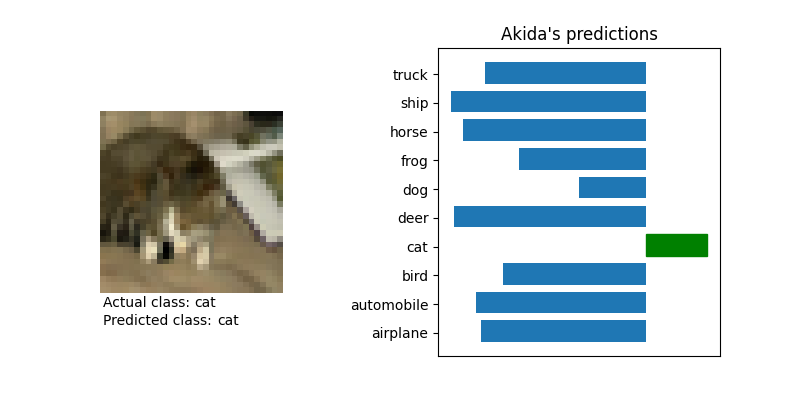 Akida's predictions
truck
ship
horse
frog
dog
deer
cat
bird
automobile
airplane
Actual class: cat
Predicted class: cat